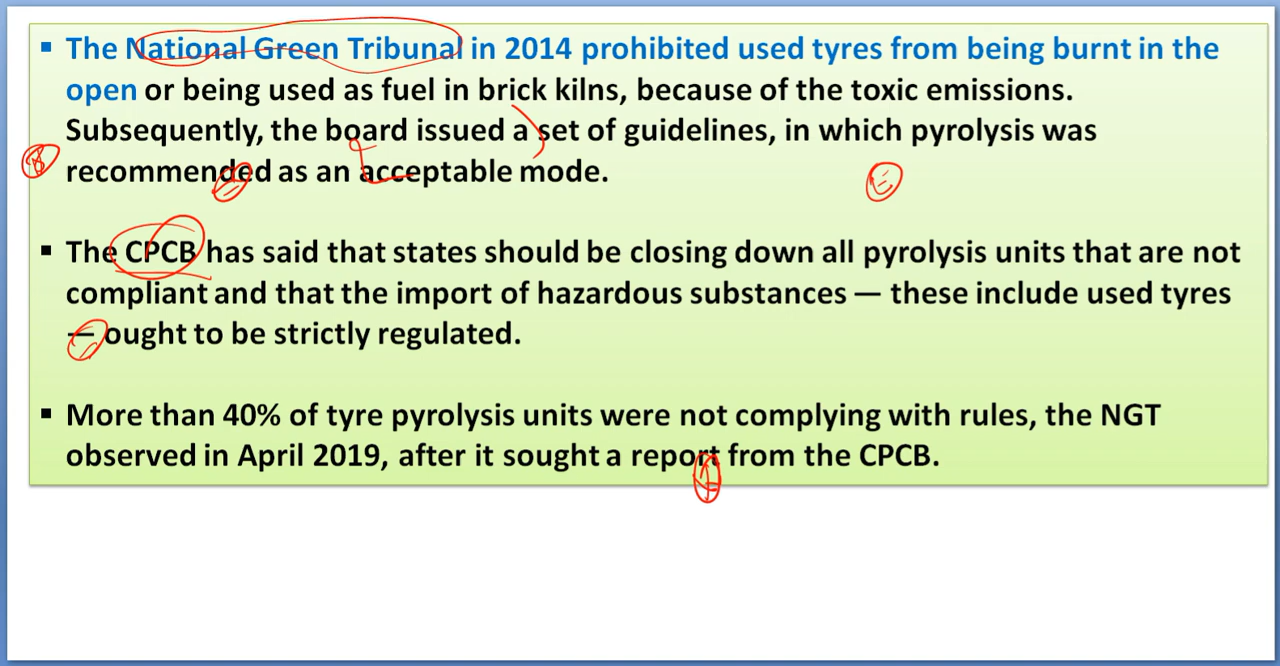 ▪ The National Green Tribunal in 2014 prohibited used tyres from being burnt in the
open or being used as fuel in brick kilns, because of the toxic emissions.
Subsequently, the board issued a set of guidelines, in which pyrolysis was
recommended as an acceptable mode.
▪ The CPCB has said that states should be closing down all pyrolysis units that are not
compliant and that the import of hazardous substances — these include used tyres
— ought to be strictly regulated.
▪ More than 40% of tyre pyrolysis units were not complying with rules, the NGT
observed in April 2019, after it sought a report from the CPCB.